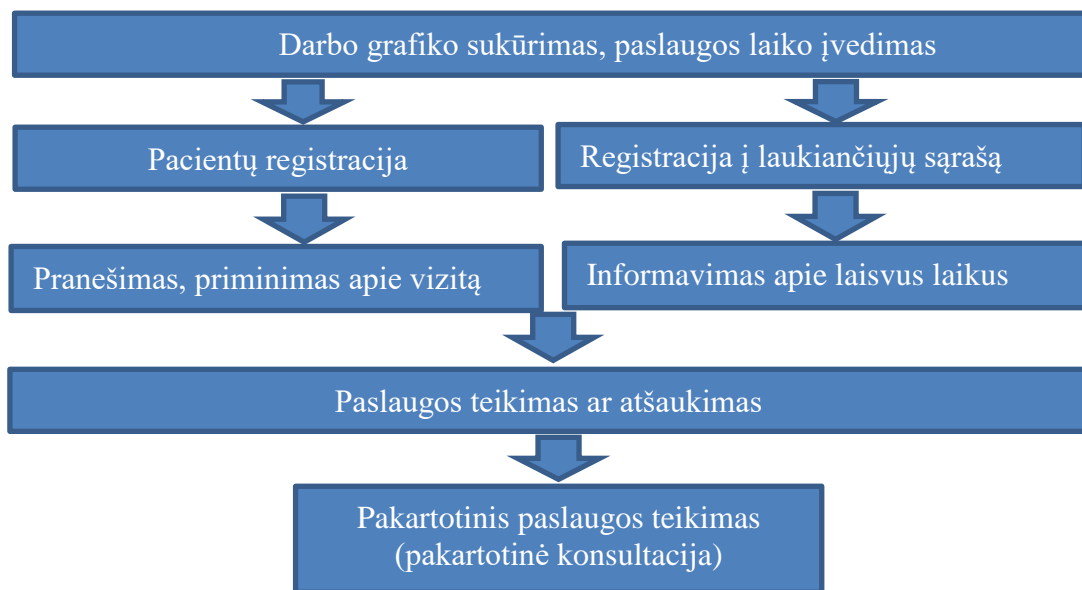 Darbo grafiko sukūrimas, paslaugos laiko įvedimas
Pacientų registracija
Registracija į laukiančiųjų sąrašą
Pranešimas, priminimas apie vizitą
Informavimas apie laisvus laikus
Paslaugos teikimas ar atšaukimas
Pakartotinis paslaugos teikimas
(pakartotinė konsultacija)